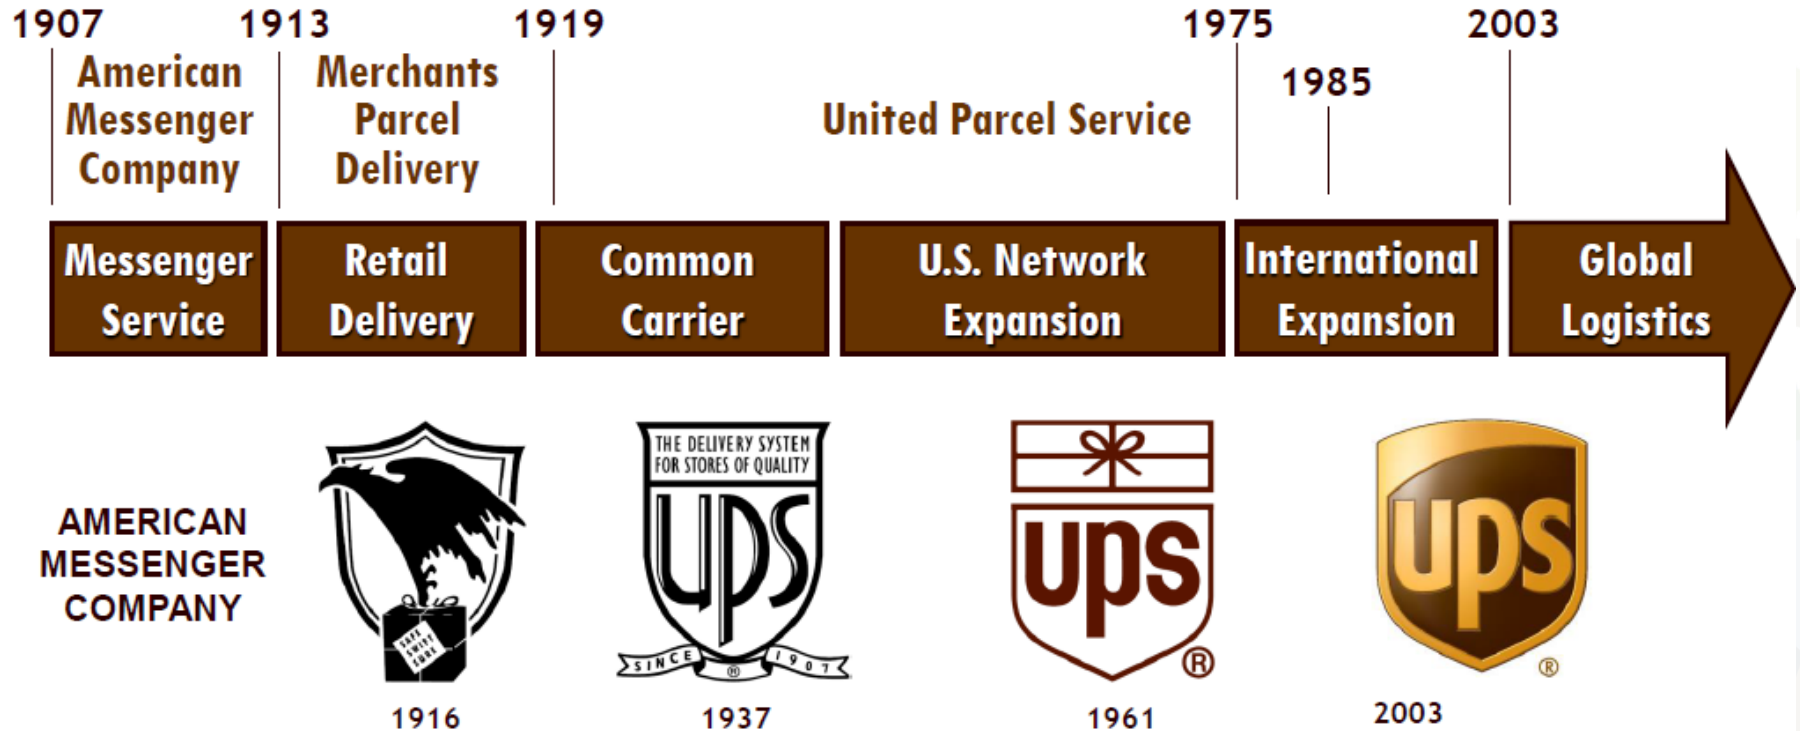 1907
1913
1919
1975
2003
1985
American
Messenger
Company
Merchants
Parcel
Delivery
United Parcel Service
Messenger
Service
Retail
Delivery
Common
Carrier
U.S. Network
Expansion
International
Expansion
Global
Logistics
AMERICAN
MESSENGER
COMPANY
SAFE
SWIFT
SURE
1916
THE DELIVERY SYSTEM
FOR STORES OF QUALITY
UPS
SINCE 1907
®
1937
ups
®
1961
ups
®
2003